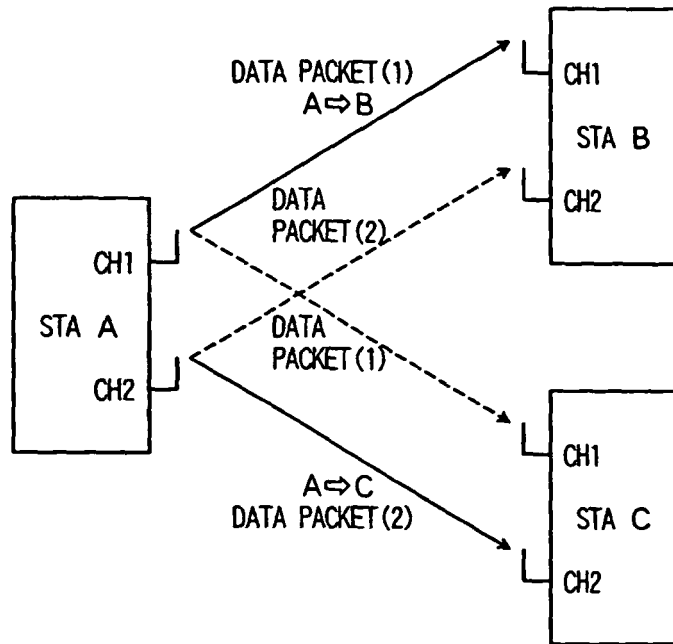 DATA PACKET(1)
A⇨B
CH1
STA B
CH2
DATA
PACKET(2)
CH1
STA A
CH2
DATA
PACKET(1)
A⇨C
DATA PACKET(2)
CH1
STA C
CH2